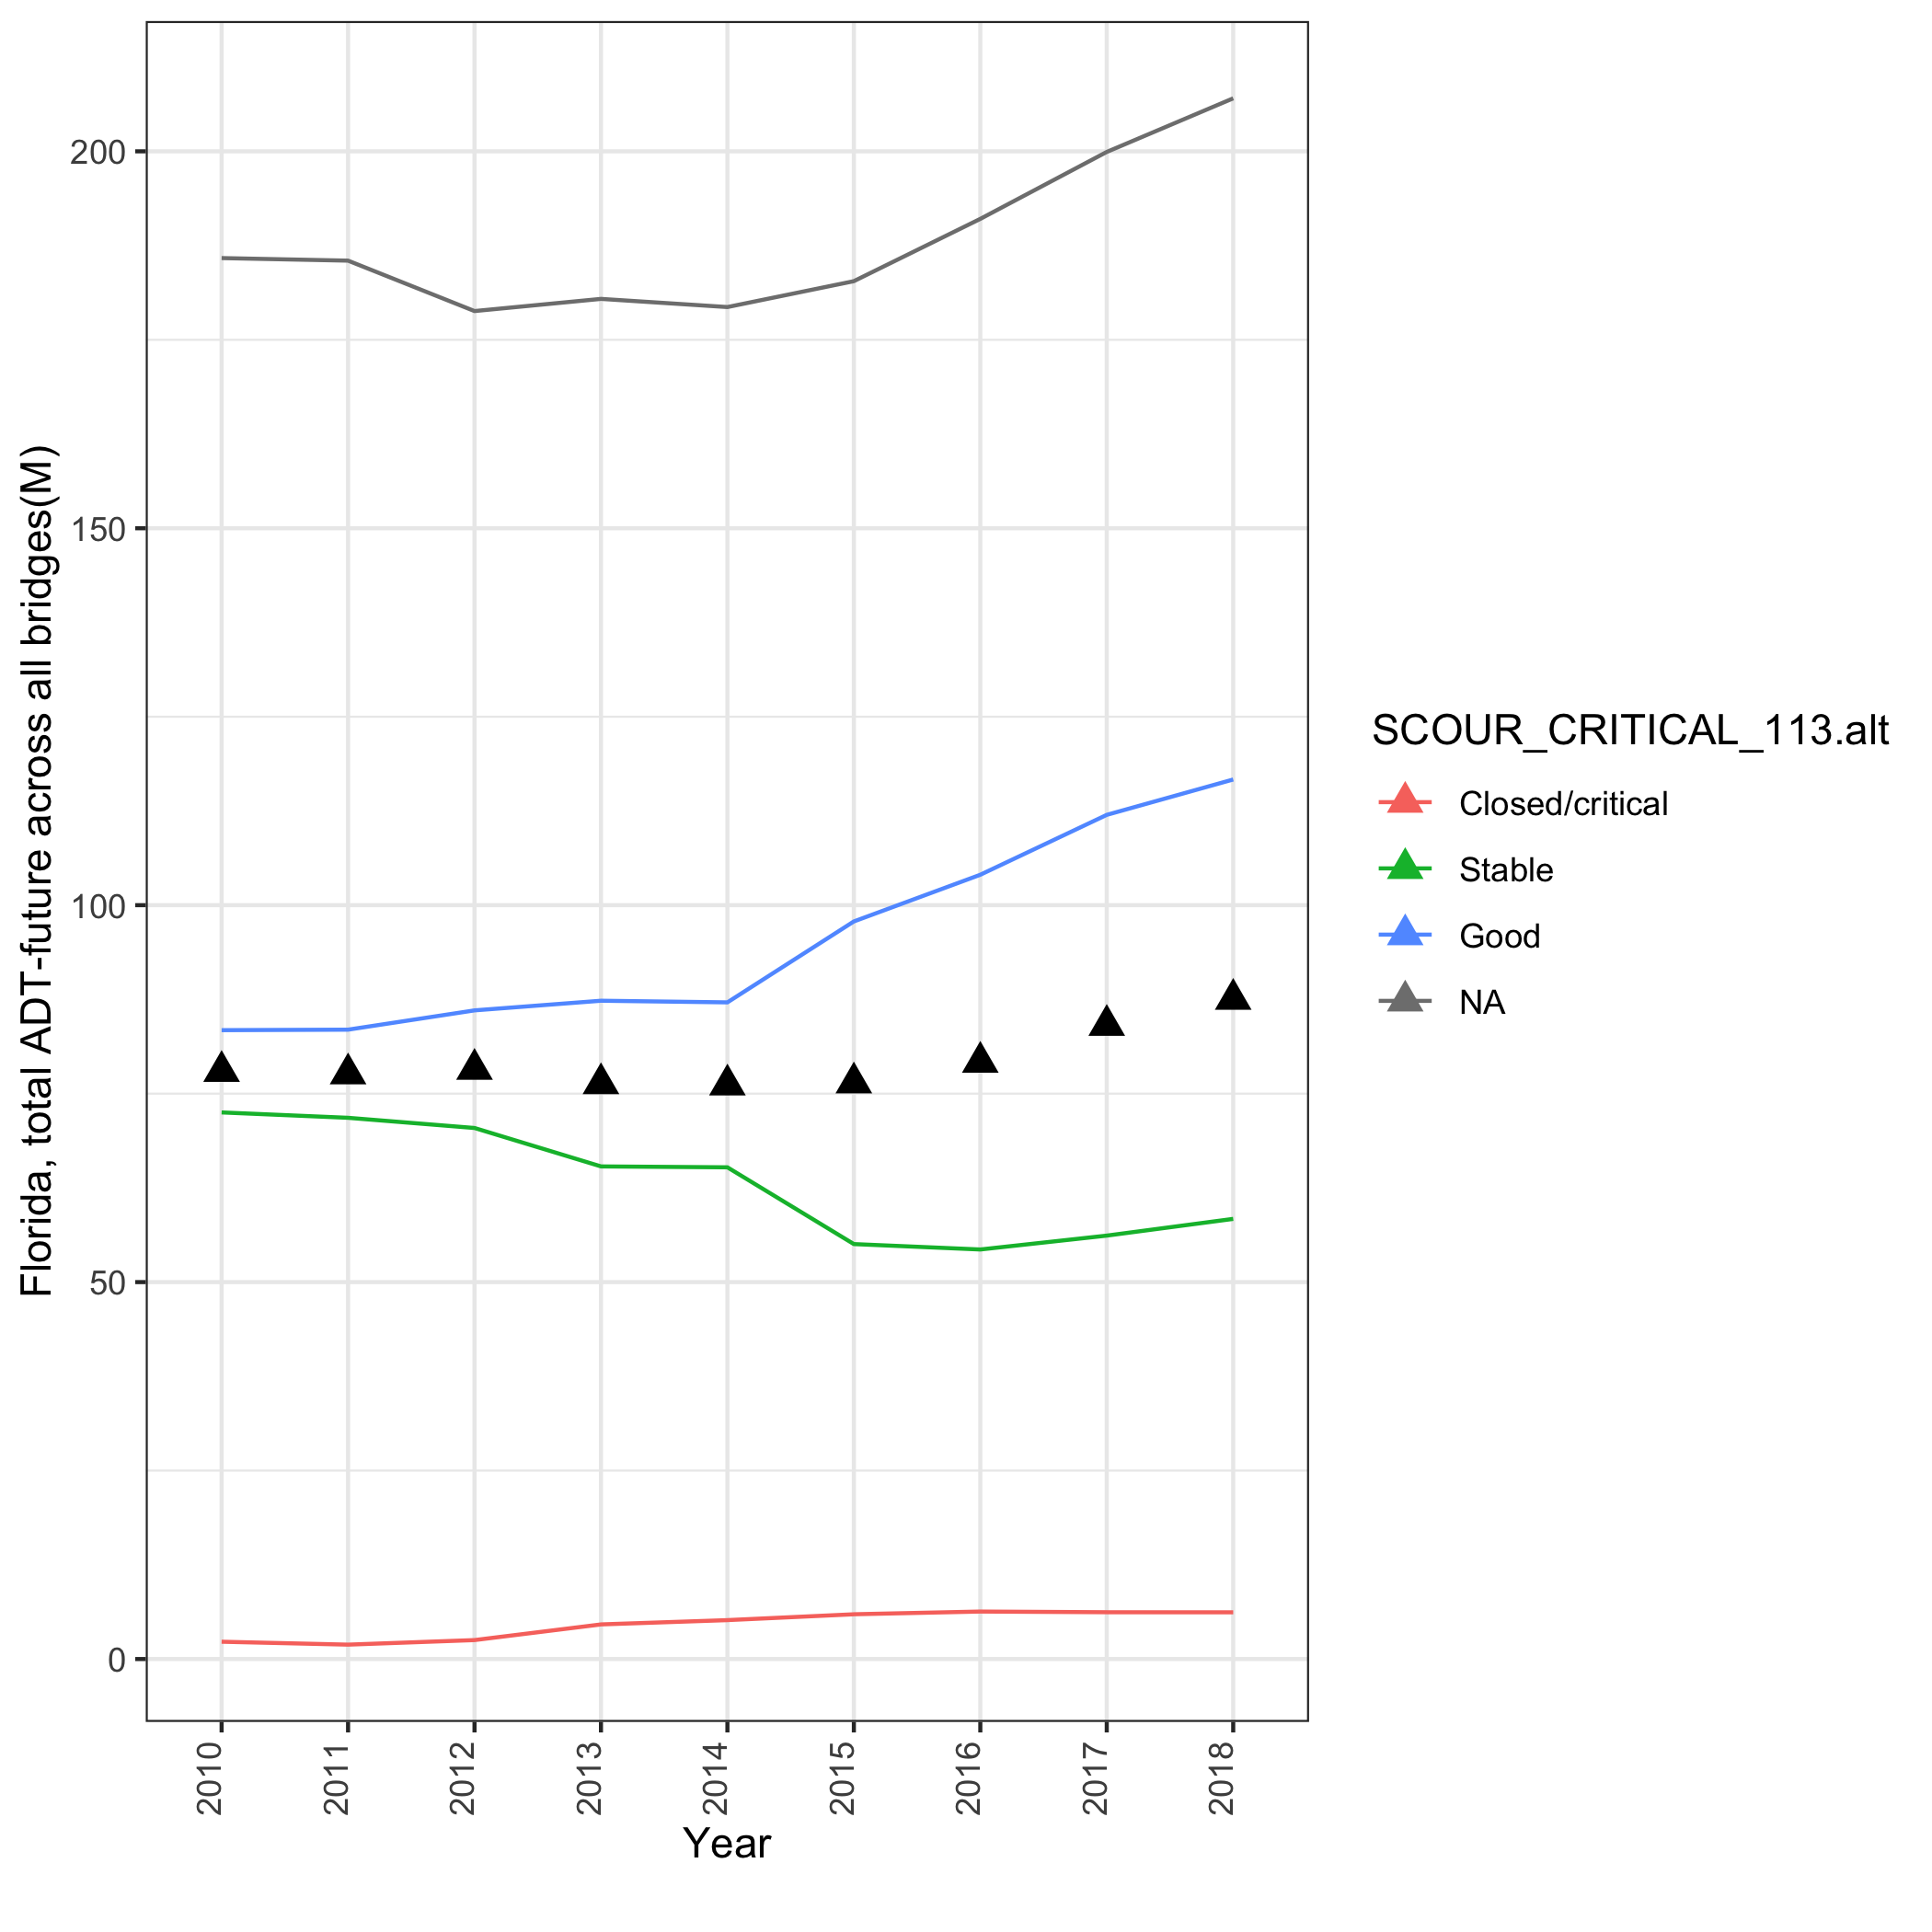 Florida, total ADT-future across all bridges(M)
200
150
100
50
0
2010
2011
2012
2013
2014
2015
2016
2017
2018
Year
SCOUR_CRITICAL_113.alt
Closed/critical
Stable
Good
NA